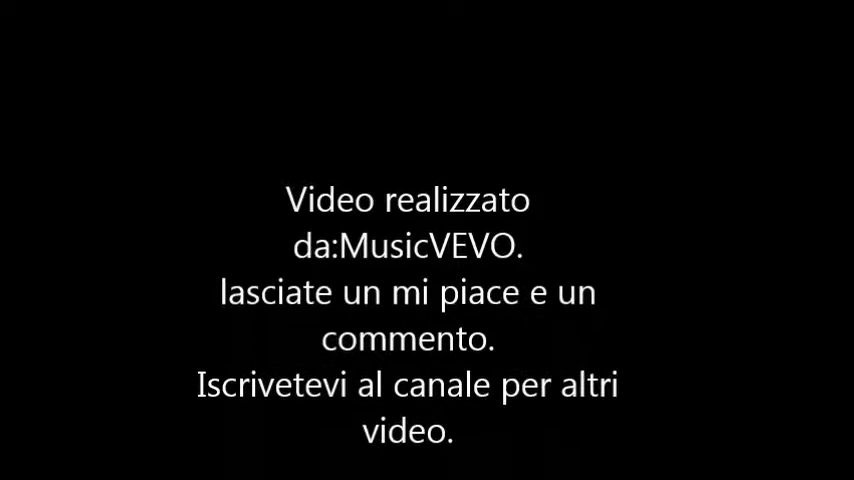 Video realizzato
da:MusicVEVO.
lasciate un mi piace e un
commento.
Iscrivetevi al canale per altri
video.